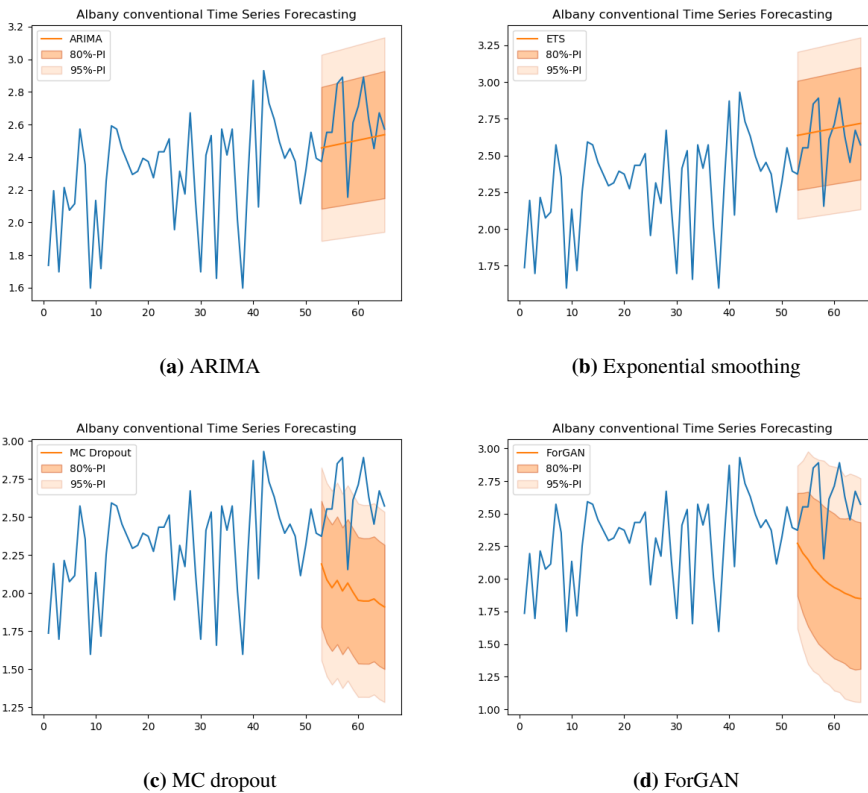 Albany conventional Time Series Forecasting
ARIMA
80%-PI
95%-PI
3.2
3.0
2.8
2.6
2.4
2.2
2.0
1.8
1.6
0 10 20 30 40 50 60
(a) ARIMA
Albany conventional Time Series Forecasting
ETS
80%-PI
95%-PI
3.25
3.00
2.75
2.50
2.25
2.00
1.75
0 10 20 30 40 50 60
(b) Exponential smoothing
Albany conventional Time Series Forecasting
MC Dropout
80%-PI
95%-PI
3.00
2.75
2.50
2.25
2.00
1.75
1.50
1.25
0 10 20 30 40 50 60
(c) MC dropout
Albany conventional Time Series Forecasting
ForGAN
80%-PI
95%-PI
3.00
2.75
2.50
2.25
2.00
1.75
1.50
1.25
1.00
0 10 20 30 40 50 60
(d) ForGAN